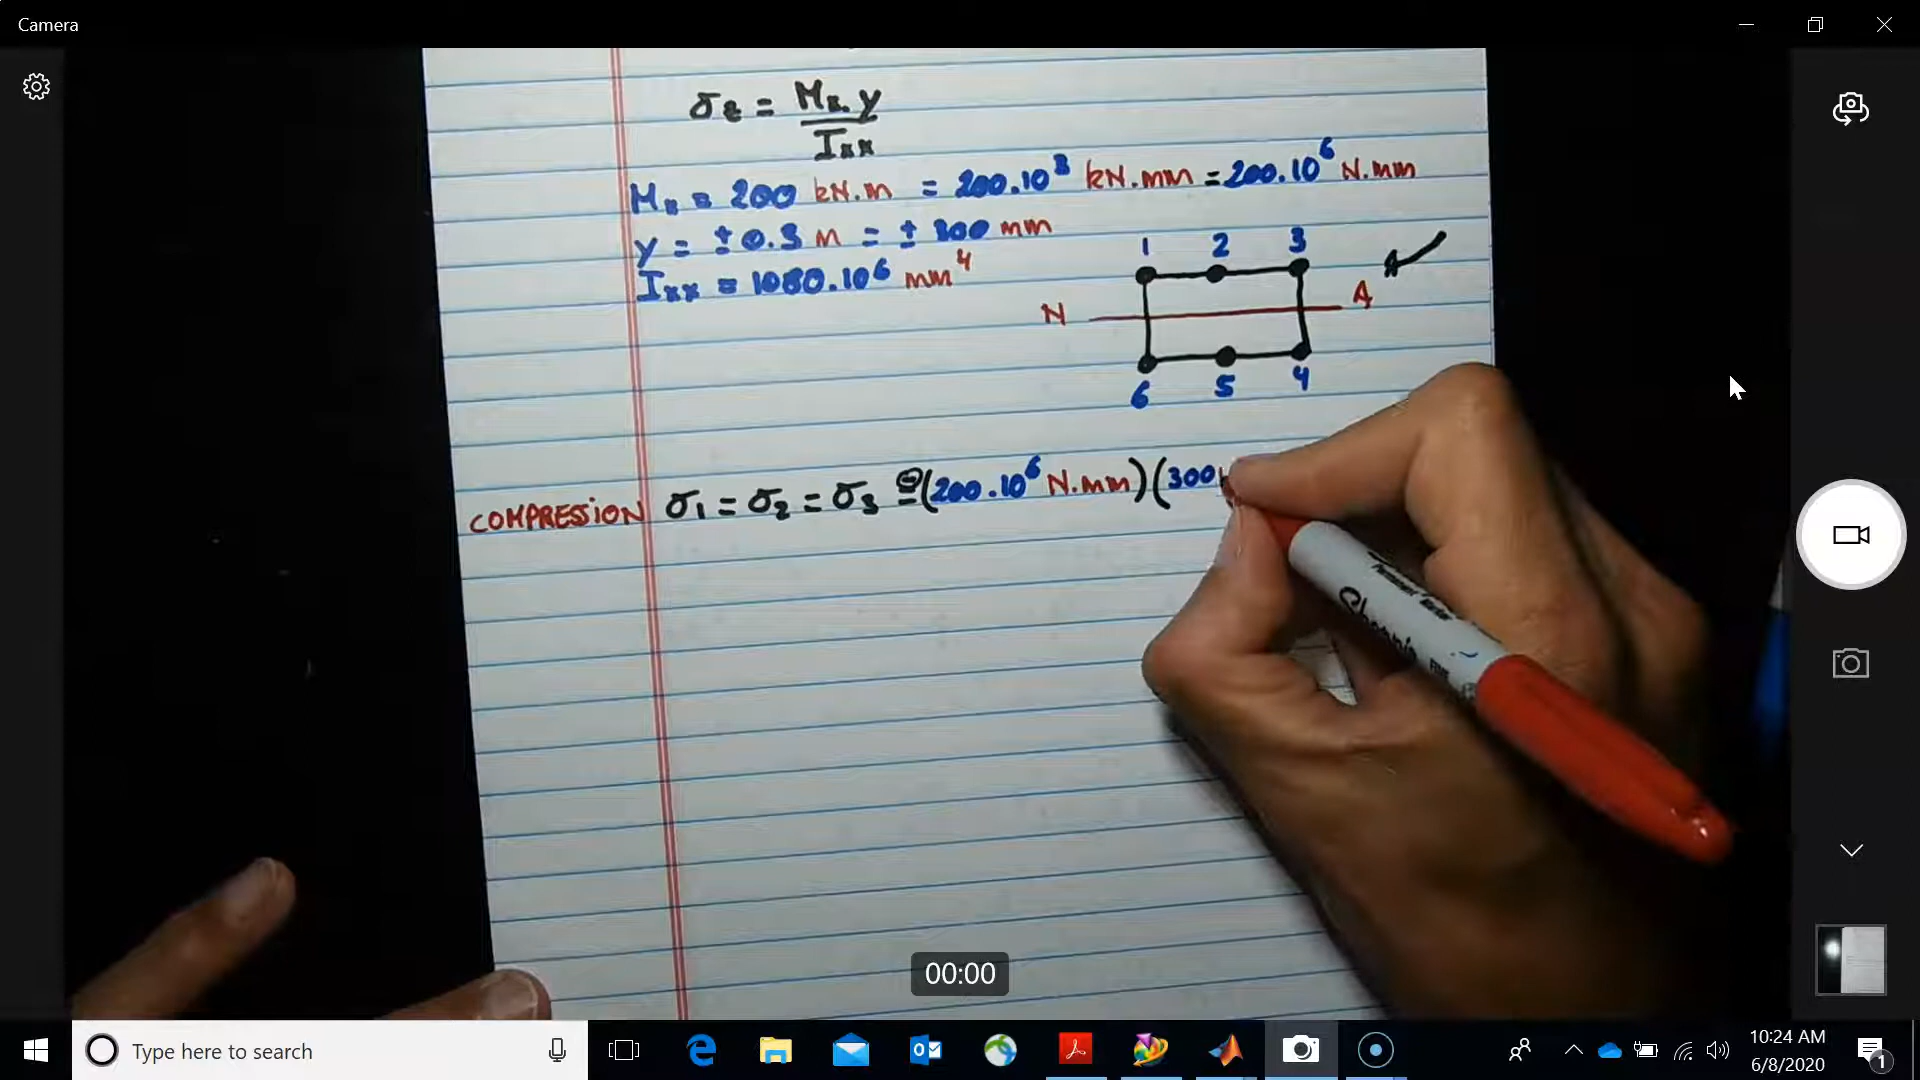 Camera
σz = Mx.y
Ixx
Mx = 200 kN.m = 200.10³ kN.mm = 200.10⁶ N.mm
y = ±0.3 m = ±300 mm
Ixx = 1080.10⁶ mm⁴
1 2 3
N A
6 5 4
COMPRESSION σ1 = σ2 = σ3 = ⊖(200.10⁶ N.mm)(300
Sharpie
00:00
Type here to search
10:24 AM
6/8/2020
1